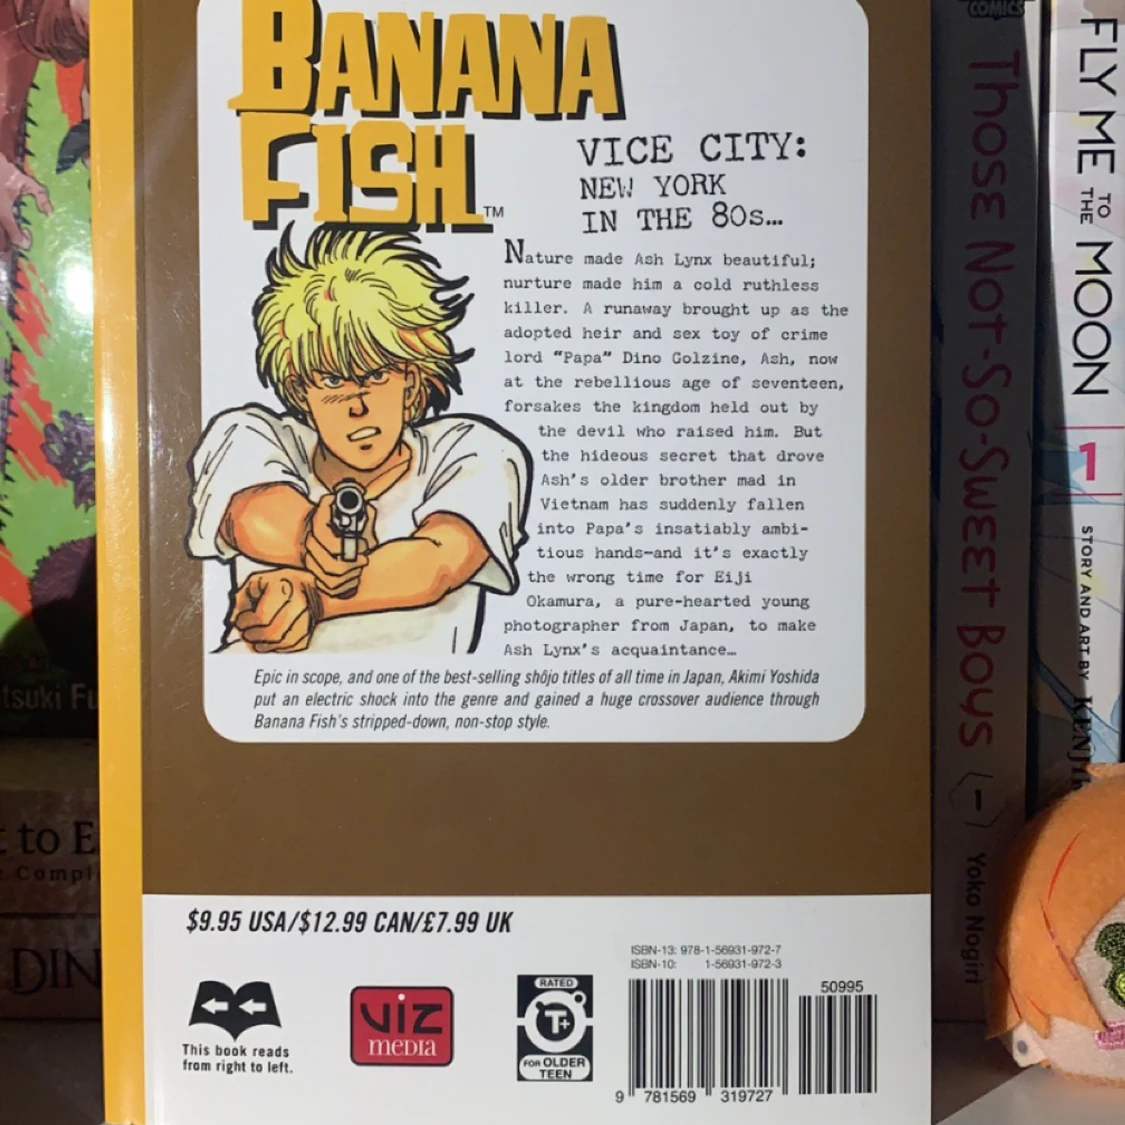 BANANA
FISH™
VICE CITY:
NEW YORK
IN THE 80s...
Nature made Ash Lynx beautiful;
nurture made him a cold ruthless
killer. A runaway brought up as the
adopted heir and sex toy of crime
lord "Papa" Dino Golzine, Ash, now
at the rebellious age of seventeen,
forsakes the kingdom held out by
the devil who raised him. But
the hideous secret that drove
Ash's older brother mad in
Vietnam has suddenly fallen
into Papa's insatiably ambi-
tious hands—and it's exactly
the wrong time for Eiji
Okamura, a pure-hearted young
photographer from Japan, to make
Ash Lynx's acquaintance...
Epic in scope, and one of the best-selling shōjo titles of all time in Japan, Akimi Yoshida
put an electric shock into the genre and gained a huge crossover audience through
Banana Fish's stripped-down, non-stop style.
$9.95 USA/$12.99 CAN/£7.99 UK
This book reads
from right to left.
VIZ
MEDIA
RATED
T+
FOR OLDER
TEEN
ISBN-13: 978-1-56931-972-7
ISBN-10: 1-56931-972-3
50995
9 781569 319727
COMICS
Those Not-So-Sweet Boys
1
Yoko Nogiri
FLY ME TO THE MOON
1
STORY AND ART BY
tsuki Fu
t to E
Compl
DIN